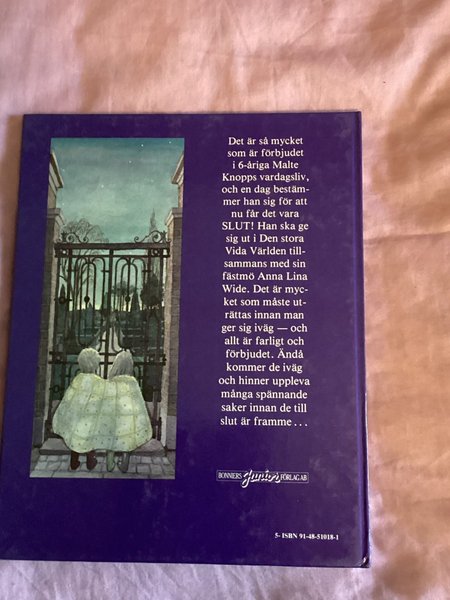 Det är så mycket
som är förbjudet
i 6-åriga Malte
Knopps vardagsliv,
och en dag bestäm-
mer han sig för att
nu får det vara
SLUT! Han ska ge
sig ut i Den stora
Vida Världen till-
sammans med sin
fästmö Anna Lina
Wide. Det är myc-
ket som måste ut-
rättas innan man
ger sig iväg — och
allt är farligt och
förbjudet. Ändå
kommer de iväg
och hinner uppleva
många spännande
saker innan de till
slut är framme . . .
BONNIERS Junior FÖRLAG AB
5- ISBN 91-48-51018-1